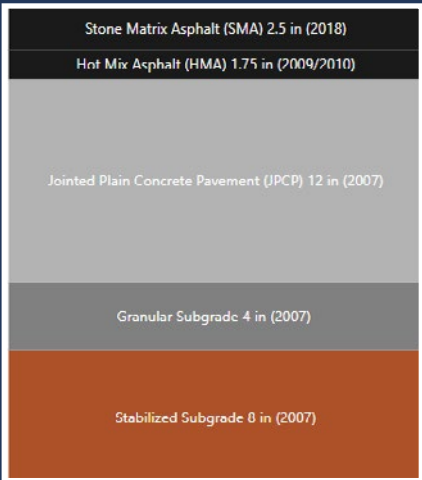 Stone Matrix Asphalt (SMA) 2.5 in (2018)
Hot Mix Asphalt (HMA) 1.75 in (2009/2010)
Jointed Plain Concrete Pavement (JPCP) 12 in (2007)
Granular Subgrade 4 in (2007)
Stabilized Subgrade 8 in (2007)